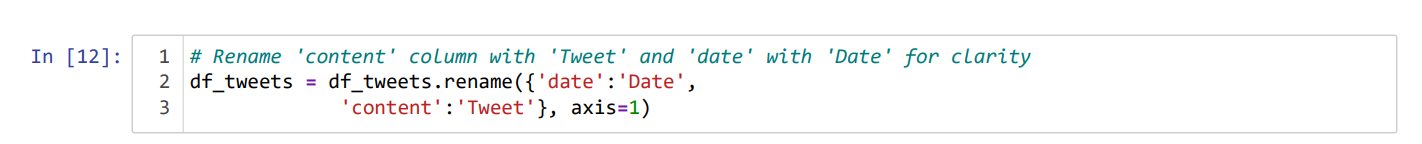 In [12]: 1 # Rename 'content' column with 'Tweet' and 'date' with 'Date' for clarity
2 df_tweets = df_tweets.rename({'date':'Date',
3 'content':'Tweet'}, axis=1)